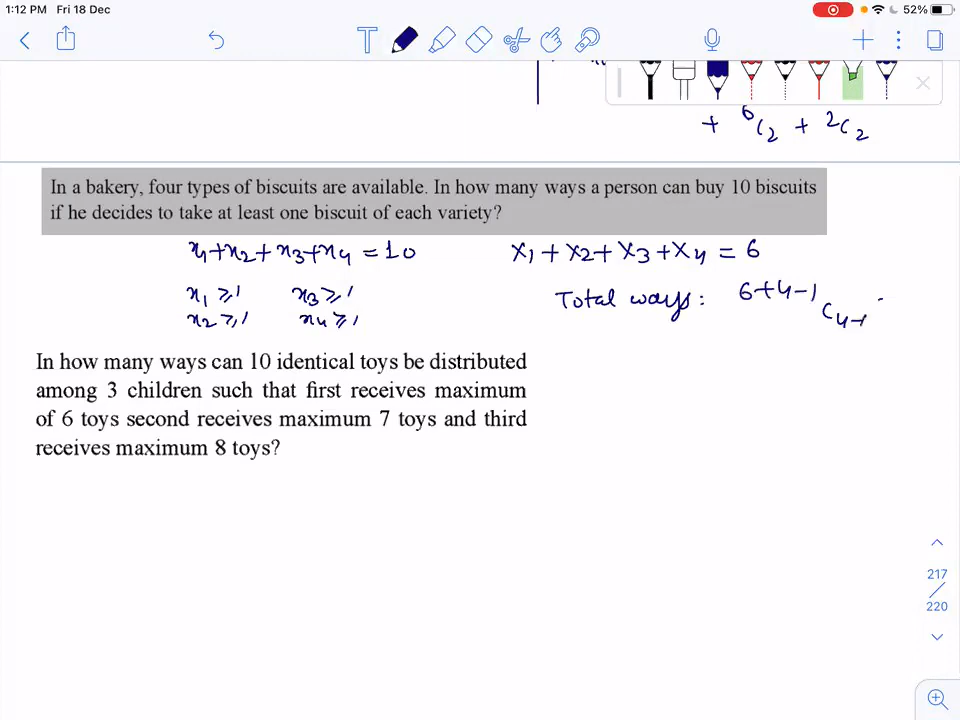 1:12 PM Fri 18 Dec
52%
T
+ ⁶C₂ + ²C₂
In a bakery, four types of biscuits are available. In how many ways a person can buy 10 biscuits
if he decides to take at least one biscuit of each variety?
x₁+x₂+x₃+x₄=10 X₁+X₂+X₃+X₄=6
x₁≥1 x₃≥1 Total ways: ⁶⁺⁴⁻¹C₄₋₁
x₂≥1 x₄≥1
In how many ways can 10 identical toys be distributed
among 3 children such that first receives maximum
of 6 toys second receives maximum 7 toys and third
receives maximum 8 toys?
217
/
220